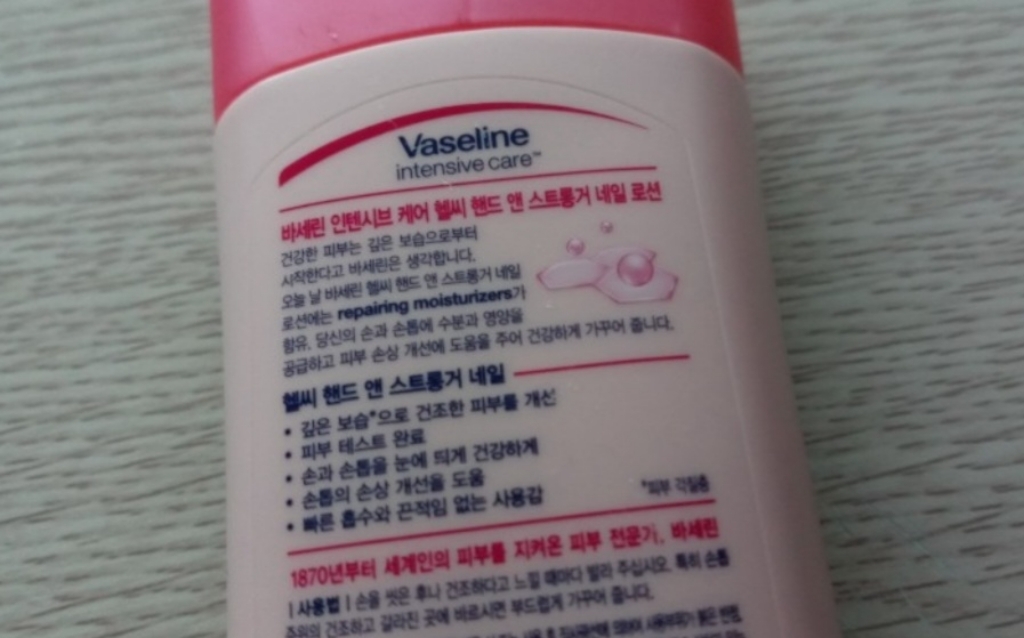 Vaseline
intensive care™
바세린 인텐시브 케어 헬씨 핸드 앤 스트롱거 네일 로션
건강한 피부는 깊은 보습으로부터
시작한다고 바세린은 생각합니다.
오늘 날 바세린 헬씨 핸드 앤 스트롱거 네일
로션에는 repairing moisturizers가
함유, 당신의 손과 손톱에 수분과 영양을
공급하고 피부 손상 개선에 도움을 주어 건강하게 가꾸어 줍니다.
헬씨 핸드 앤 스트롱거 네일
• 깊은 보습*으로 건조한 피부를 개선
• 피부 테스트 완료
• 손과 손톱을 눈에 띄게 건강하게
• 손톱의 손상 개선을 도움
• 빠른 흡수와 끈적임 없는 사용감
*피부 각질층
1870년부터 세계인의 피부를 지켜온 피부 전문가, 바세린
| 사용법 | 손을 씻은 후나 건조하다고 느낄 때마다 발라 주십시오. 특히 손톱
주위의 건조하고 갈라진 곳에 바르시면 부드럽게 가꾸어 줍니다.